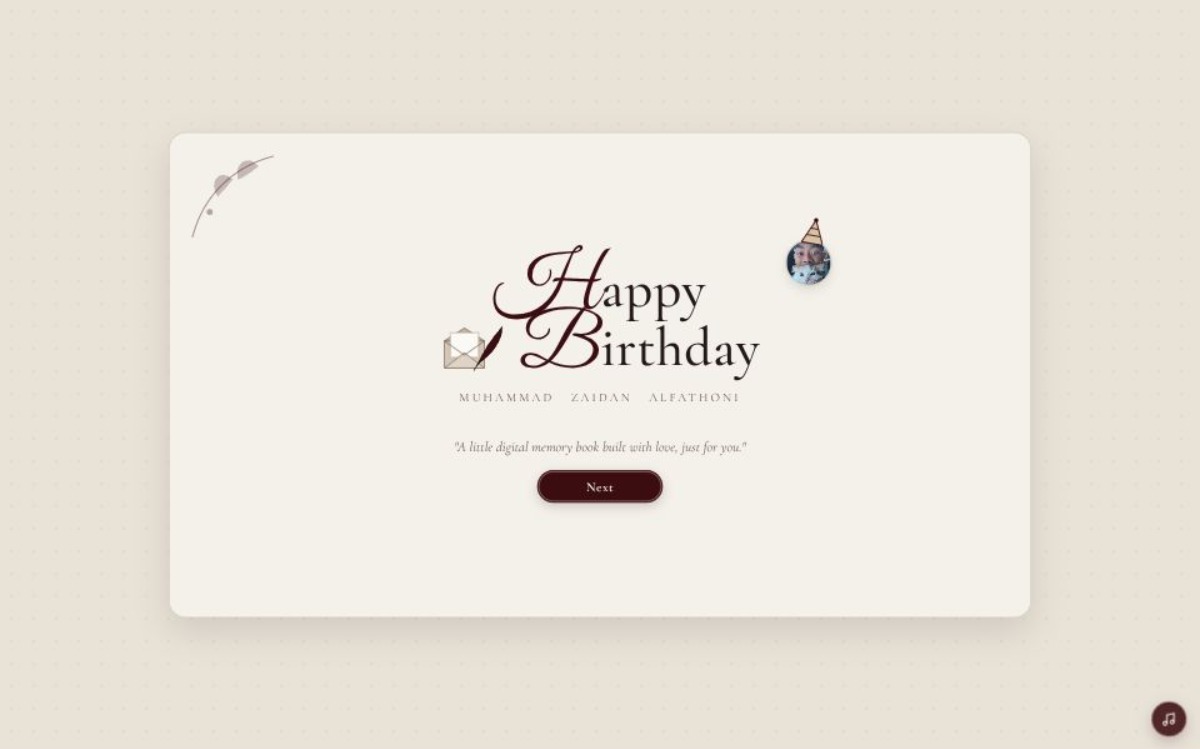 Happy
Birthday
MUHAMMAD ZAIDAN ALFATHONI
"A little digital memory book built with love, just for you."
Next